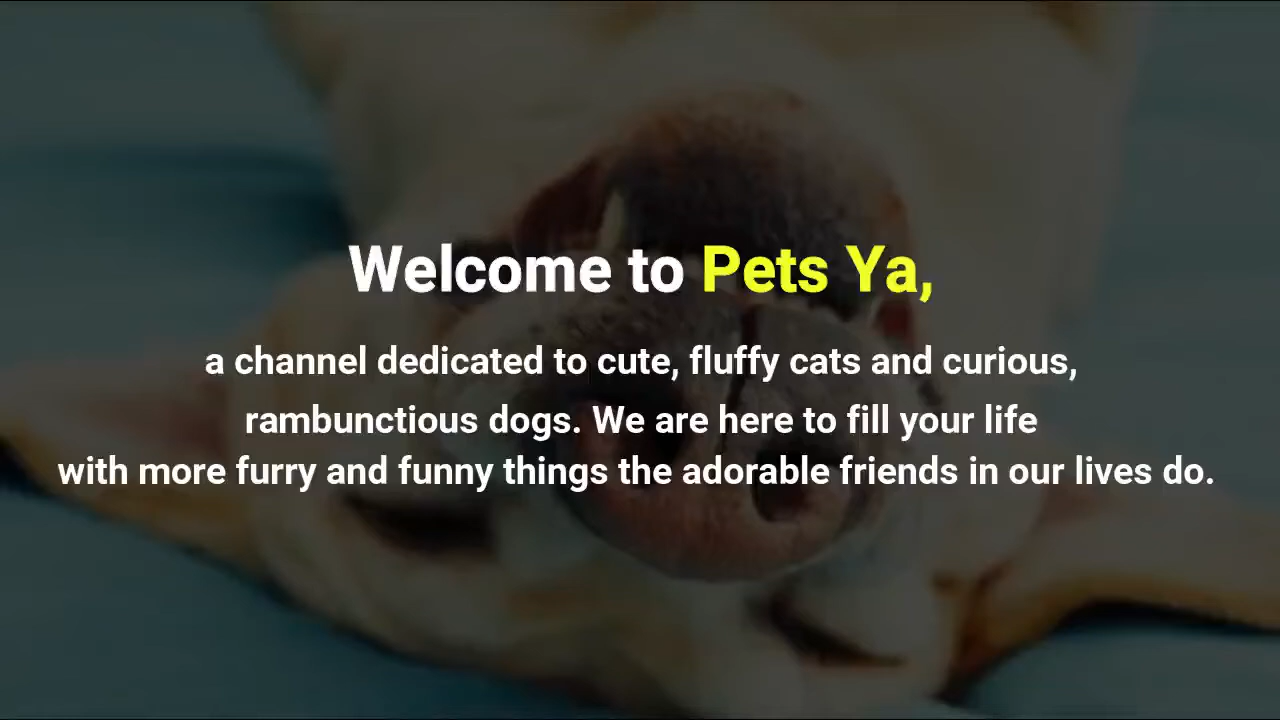 Welcome to Pets Ya,
a channel dedicated to cute, fluffy cats and curious,
rambunctious dogs. We are here to fill your life
with more furry and funny things the adorable friends in our lives do.